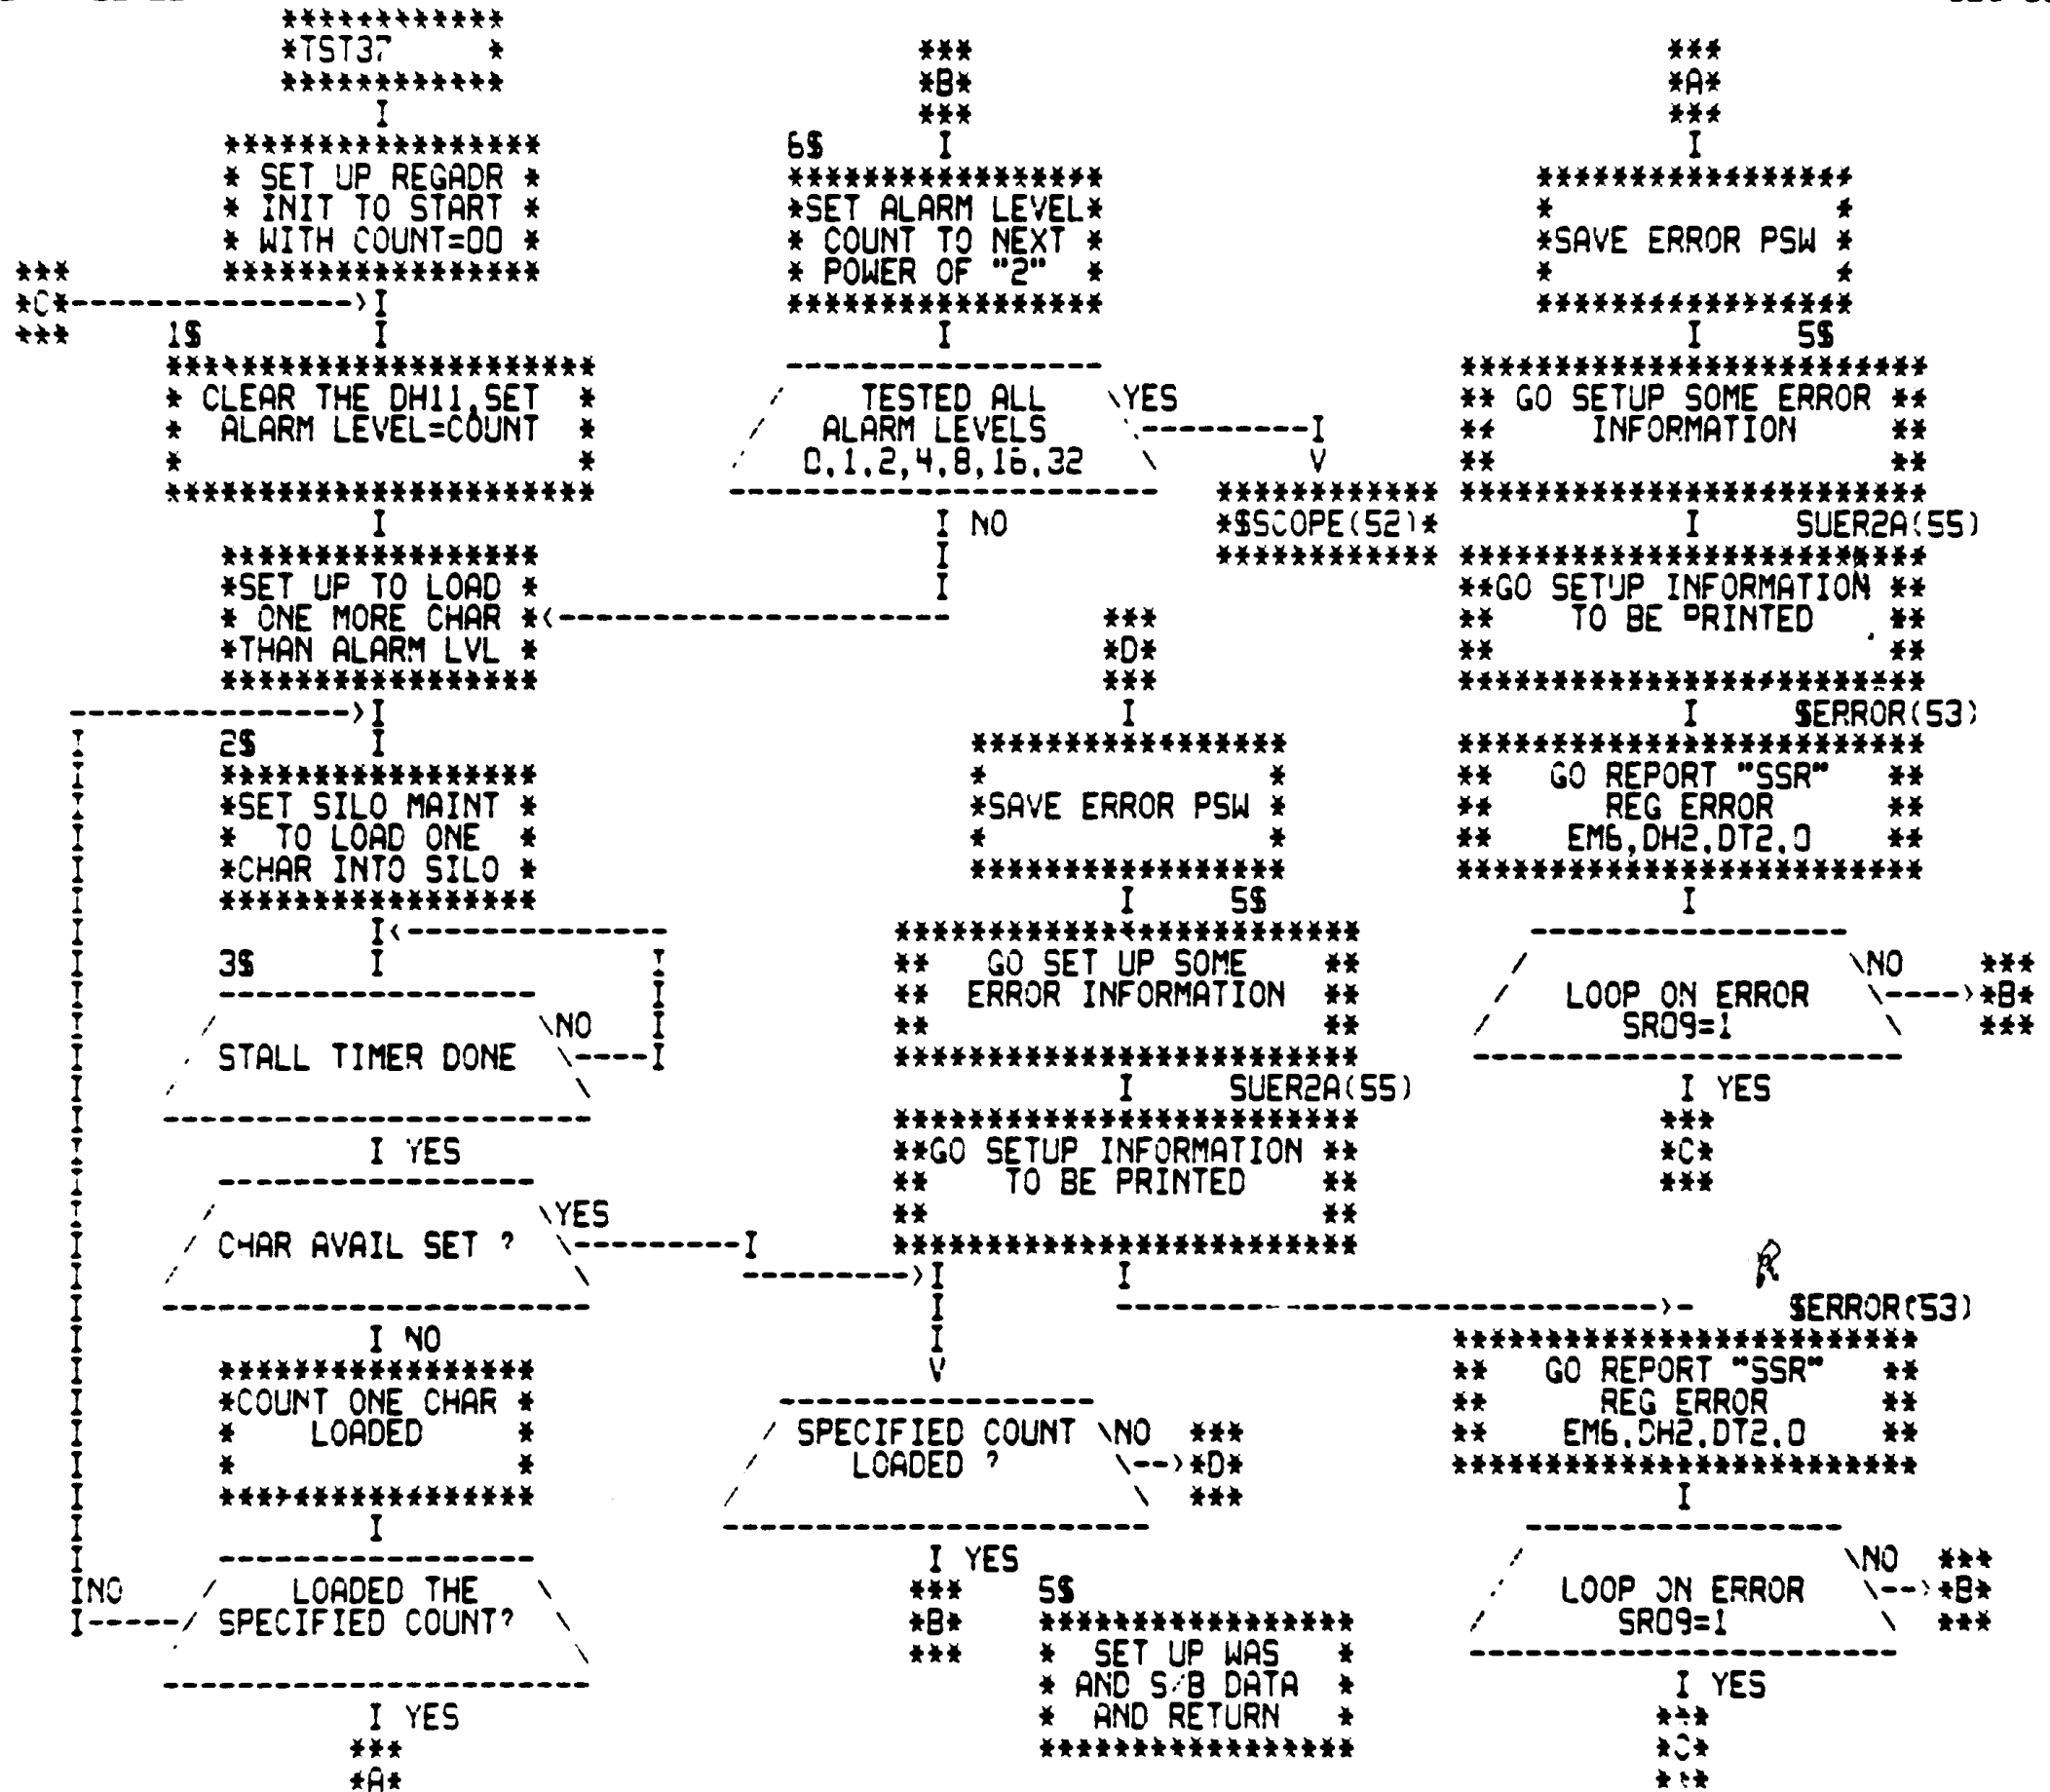 TST37
SET UP REGADR
INIT TO START
WITH COUNT=00
C
1$
CLEAR THE DH11,SET
ALARM LEVEL=COUNT
SET UP TO LOAD
ONE MORE CHAR
THAN ALARM LVL
2$
SET SILO MAINT
TO LOAD ONE
CHAR INTO SILO
3$
NO
STALL TIMER DONE
YES
YES
CHAR AVAIL SET ?
NO
COUNT ONE CHAR
LOADED
NO
LOADED THE
SPECIFIED COUNT?
YES
A
B
6$
SET ALARM LEVEL
COUNT TO NEXT
POWER OF "2"
TESTED ALL YES
ALARM LEVELS
0,1,2,4,8,16,32
NO
$SCOPE(52)
D
SAVE ERROR PSW
5$
GO SET UP SOME
ERROR INFORMATION
SUER2A(55)
GO SETUP INFORMATION
TO BE PRINTED
SPECIFIED COUNT NO
LOADED ? D
YES
B
5$
SET UP WAS
AND S/B DATA
AND RETURN
A
SAVE ERROR PSW
5$
GO SETUP SOME ERROR
INFORMATION
SUER2A(55)
GO SETUP INFORMATION
TO BE PRINTED
$ERROR(53)
GO REPORT "SSR"
REG ERROR
EM6,DH2,DT2,0
NO
LOOP ON ERROR B
SR09=1
YES
C
R
$ERROR(53)
GO REPORT "SSR"
REG ERROR
EM6,DH2,DT2,0
NO
LOOP ON ERROR B
SR09=1
YES
C